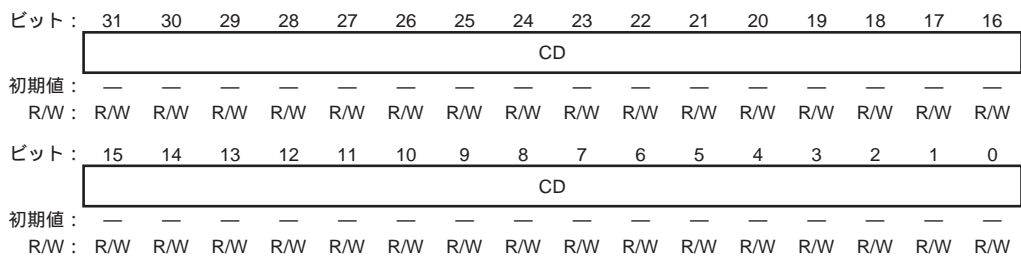 ビット： 31 30 29 28 27 26 25 24 23 22 21 20 19 18 17 16
CD
初期値： — — — — — — — — — — — — — — — —
R/W： R/W R/W R/W R/W R/W R/W R/W R/W R/W R/W R/W R/W R/W R/W R/W R/W
ビット： 15 14 13 12 11 10 9 8 7 6 5 4 3 2 1 0
CD
初期値： — — — — — — — — — — — — — — — —
R/W： R/W R/W R/W R/W R/W R/W R/W R/W R/W R/W R/W R/W R/W R/W R/W R/W